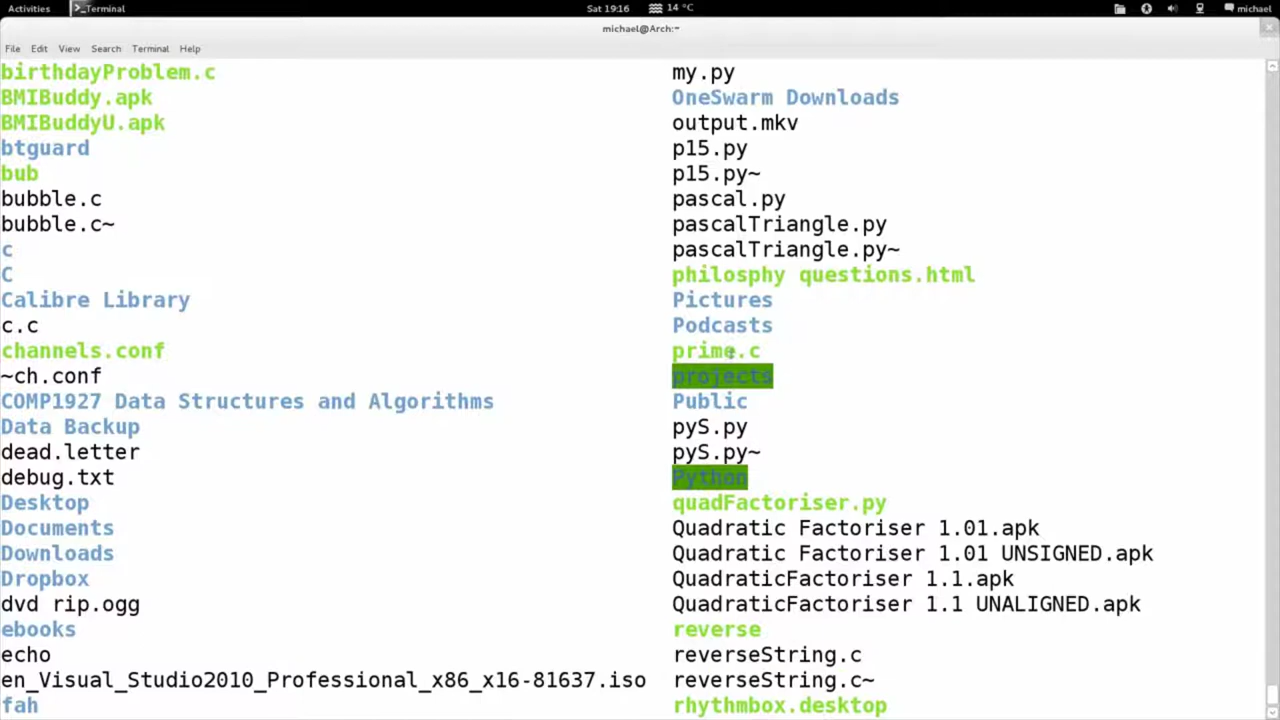 Activities >_Terminal Sat 19:16 14 °C michael
michael@Arch:~
File Edit View Search Terminal Help
birthdayProblem.c my.py
BMIBuddy.apk OneSwarm Downloads
BMIBuddyU.apk output.mkv
btguard p15.py
bub p15.py~
bubble.c pascal.py
bubble.c~ pascalTriangle.py
c pascalTriangle.py~
C philosphy questions.html
Calibre Library Pictures
c.c Podcasts
channels.conf prime.c
~ch.conf projects
COMP1927 Data Structures and Algorithms Public
Data Backup pyS.py
dead.letter pyS.py~
debug.txt Python
Desktop quadFactoriser.py
Documents Quadratic Factoriser 1.01.apk
Downloads Quadratic Factoriser 1.01 UNSIGNED.apk
Dropbox QuadraticFactoriser 1.1.apk
dvd rip.ogg QuadraticFactoriser 1.1 UNALIGNED.apk
ebooks reverse
echo reverseString.c
en_Visual_Studio2010_Professional_x86_x16-81637.iso reverseString.c~
fah rhythmbox.desktop